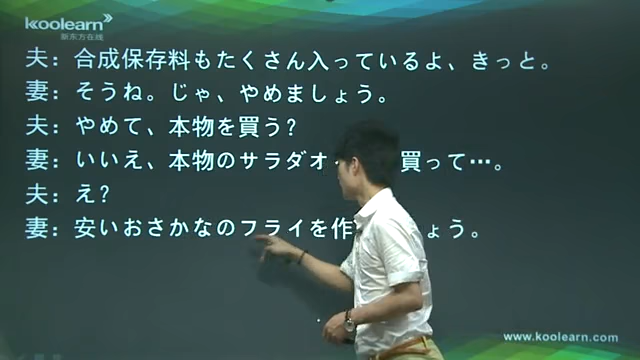 koolearn
新东方在线
夫：合成保存料もたくさん入っているよ、きっと。
妻：そうね。じゃ、やめましょう。
夫：やめて、本物を買う？
妻：いいえ、本物のサラダオ 買って…。
夫：え？
妻：安いおさかなのフライを作 ょう。
www.koolearn.com